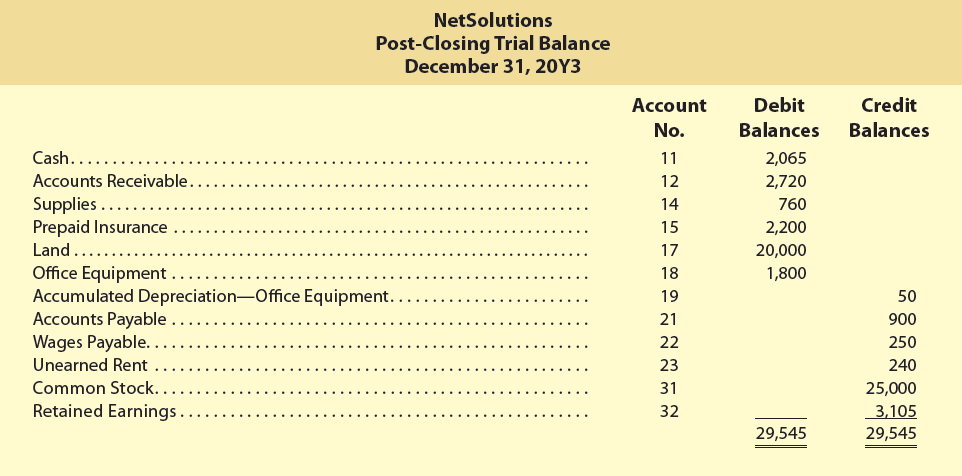 NetSolutions
Post-Closing Trial Balance
December 31, 20Y3
Account Debit Credit
No. Balances Balances
Cash 11 2,065
Accounts Receivable 12 2,720
Supplies 14 760
Prepaid Insurance 15 2,200
Land 17 20,000
Office Equipment 18 1,800
Accumulated Depreciation—Office Equipment 19 50
Accounts Payable 21 900
Wages Payable 22 250
Unearned Rent 23 240
Common Stock 31 25,000
Retained Earnings 32 3,105
29,545 29,545